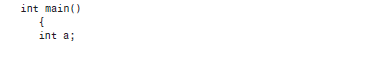 int main()
{
int a;